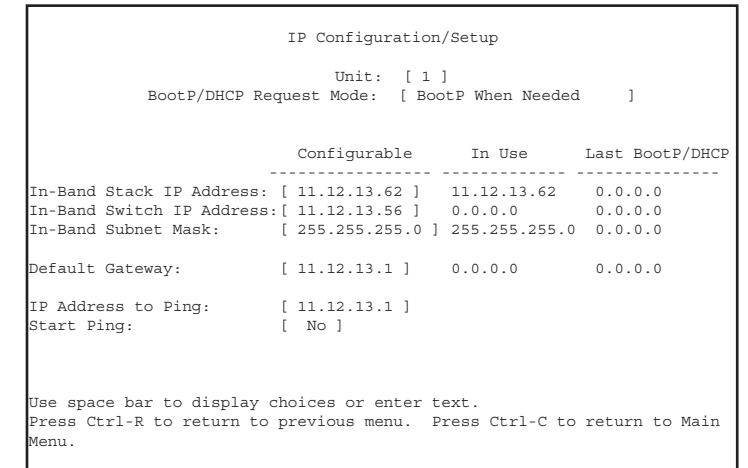 IP Configuration/Setup
Unit: [ 1 ]
BootP/DHCP Request Mode: [ BootP When Needed ]
Configurable In Use Last BootP/DHCP
----------------- ------------- ---------------
In-Band Stack IP Address: [ 11.12.13.62 ] 11.12.13.62 0.0.0.0
In-Band Switch IP Address:[ 11.12.13.56 ] 0.0.0.0 0.0.0.0
In-Band Subnet Mask: [ 255.255.255.0 ] 255.255.255.0 0.0.0.0
Default Gateway: [ 11.12.13.1 ] 0.0.0.0 0.0.0.0
IP Address to Ping: [ 11.12.13.1 ]
Start Ping: [ No ]
Use space bar to display choices or enter text.
Press Ctrl-R to return to previous menu. Press Ctrl-C to return to Main
Menu.